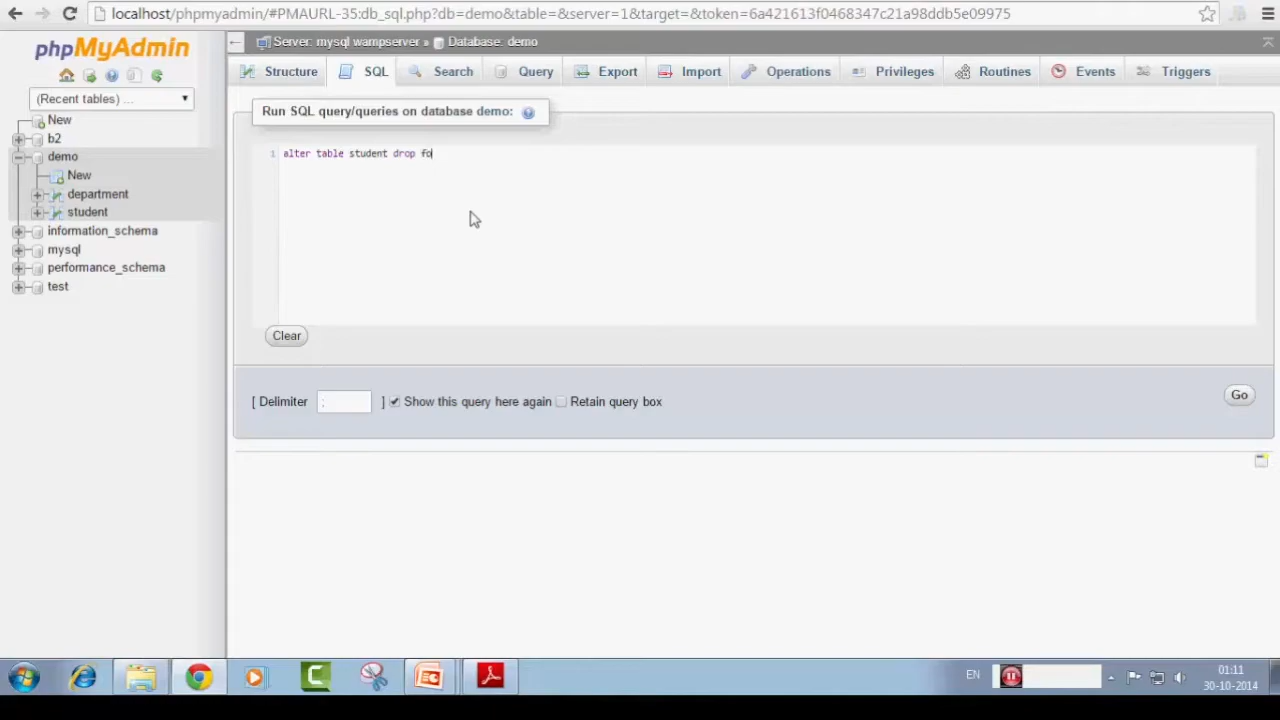 localhost/phpmyadmin/#PMAURL-35:db_sql.php?db=demo&table=&server=1&target=&token=6a421613f0468347c21a98ddb5e09975
phpMyAdmin
Server: mysql wampserver » Database: demo
Structure SQL Search Query Export Import Operations Privileges Routines Events Triggers
(Recent tables) ...
New
b2
demo
New
department
student
information_schema
mysql
performance_schema
test
Run SQL query/queries on database demo:
1 alter table student drop fo
Clear
[ Delimiter ; ] Show this query here again Retain query box
Go
EN
01:11
30-10-2014